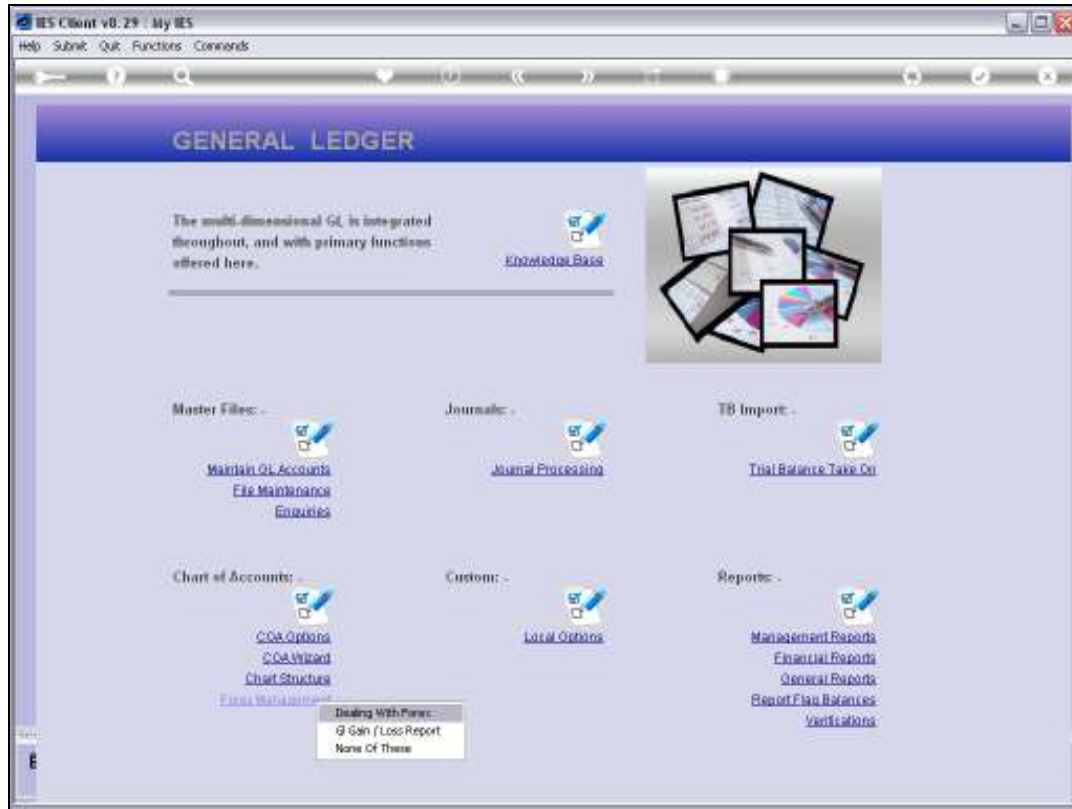 IES Client v8.29 : My IES
Help Submit Quit Functions Commands
GENERAL LEDGER
The multi-dimensional GL is integrated
throughout, and with primary functions
offered here.
Knowledge Base
Master Files: -
Journals: -
TB Import: -
Maintain GL Accounts
File Maintenance
Enquiries
Journal Processing
Trial Balance Take On
Chart of Accounts: -
Custom: -
Reports: -
COA Options
COA Wizard
Chart Structure
Forex Management
Local Options
Management Reports
Financial Reports
General Reports
Report Flag Balances
Verifications
Dealing With Forex
Gl Gain / Loss Report
None Of These